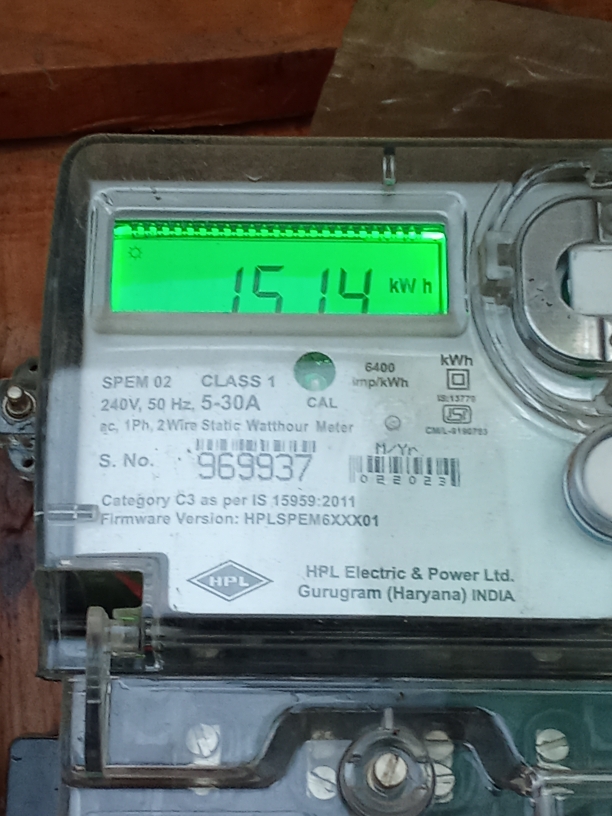 1514 kWh
SPEM 02 CLASS 1 CAL 6400 imp/kWh kWh
240V, 50 Hz, 5-30A IS:13779
ac, 1Ph, 2Wire Static Watthour Meter
M/Yr
S. No. 969937 022023
Category C3 as per IS 15959:2011
Firmware Version: HPLSPEM6XXX01
HPL
HPL Electric & Power Ltd.
Gurugram (Haryana) INDIA